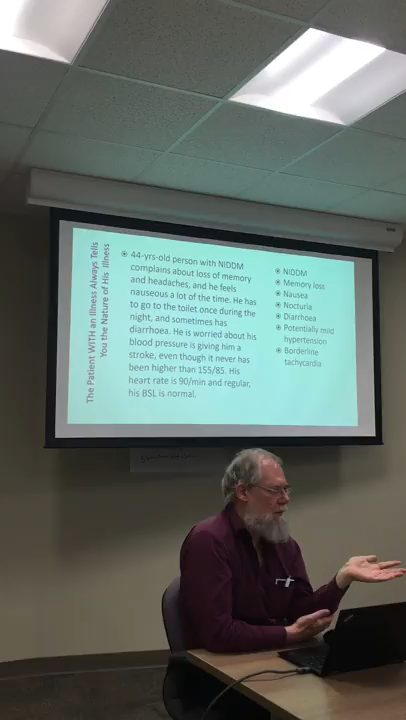 The Patient WITH an Illness Always Tells
You the Nature of His Illness
44-yrs-old person with NIDDM
complains about loss of memory
and headaches, and he feels
nauseous a lot of the time. He has
to go to the toilet once during the
night, and sometimes has
diarrhoea. He is worried about his
blood pressure is giving him a
stroke, even though it never has
been higher than 155/85. His
heart rate is 90/min and regular,
his BSL is normal.
NIDDM
Memory loss
Nausea
Nocturia
Diarrhoea
Potentially mild
hypertension
Borderline
tachycardia